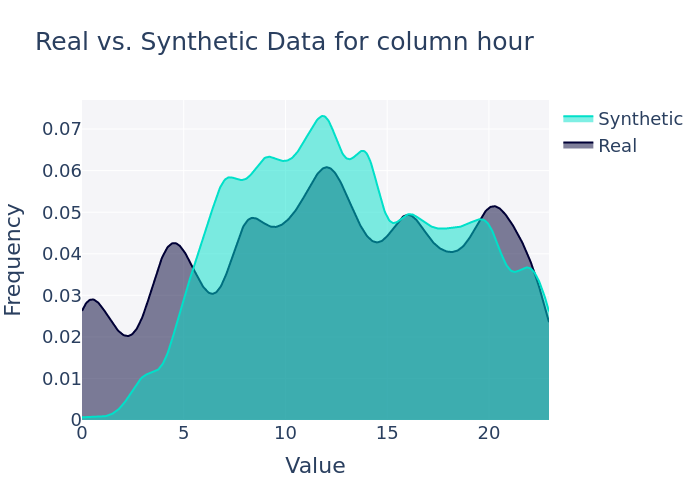 Real vs. Synthetic Data for column hour
Synthetic
Real
0.07
0.06
0.05
0.04
0.03
0.02
0.01
0
0 5 10 15 20
Frequency
Value